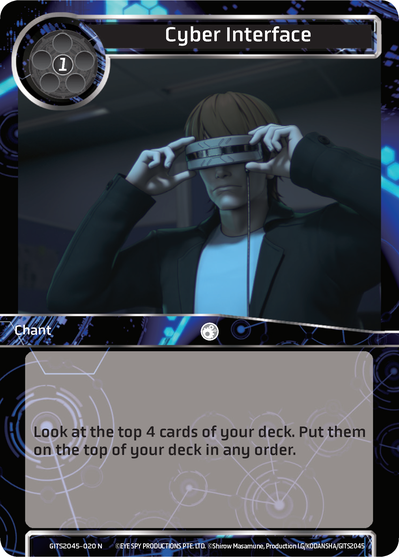 Cyber Interface
1
Chant
Look at the top 4 cards of your deck. Put them
on the top of your deck in any order.
GITS2045-020 N ©EYE SPY PRODUCTIONS PTE. LTD. ©Shirow Masamune, Production I.G/KODANSHA/GITS2045